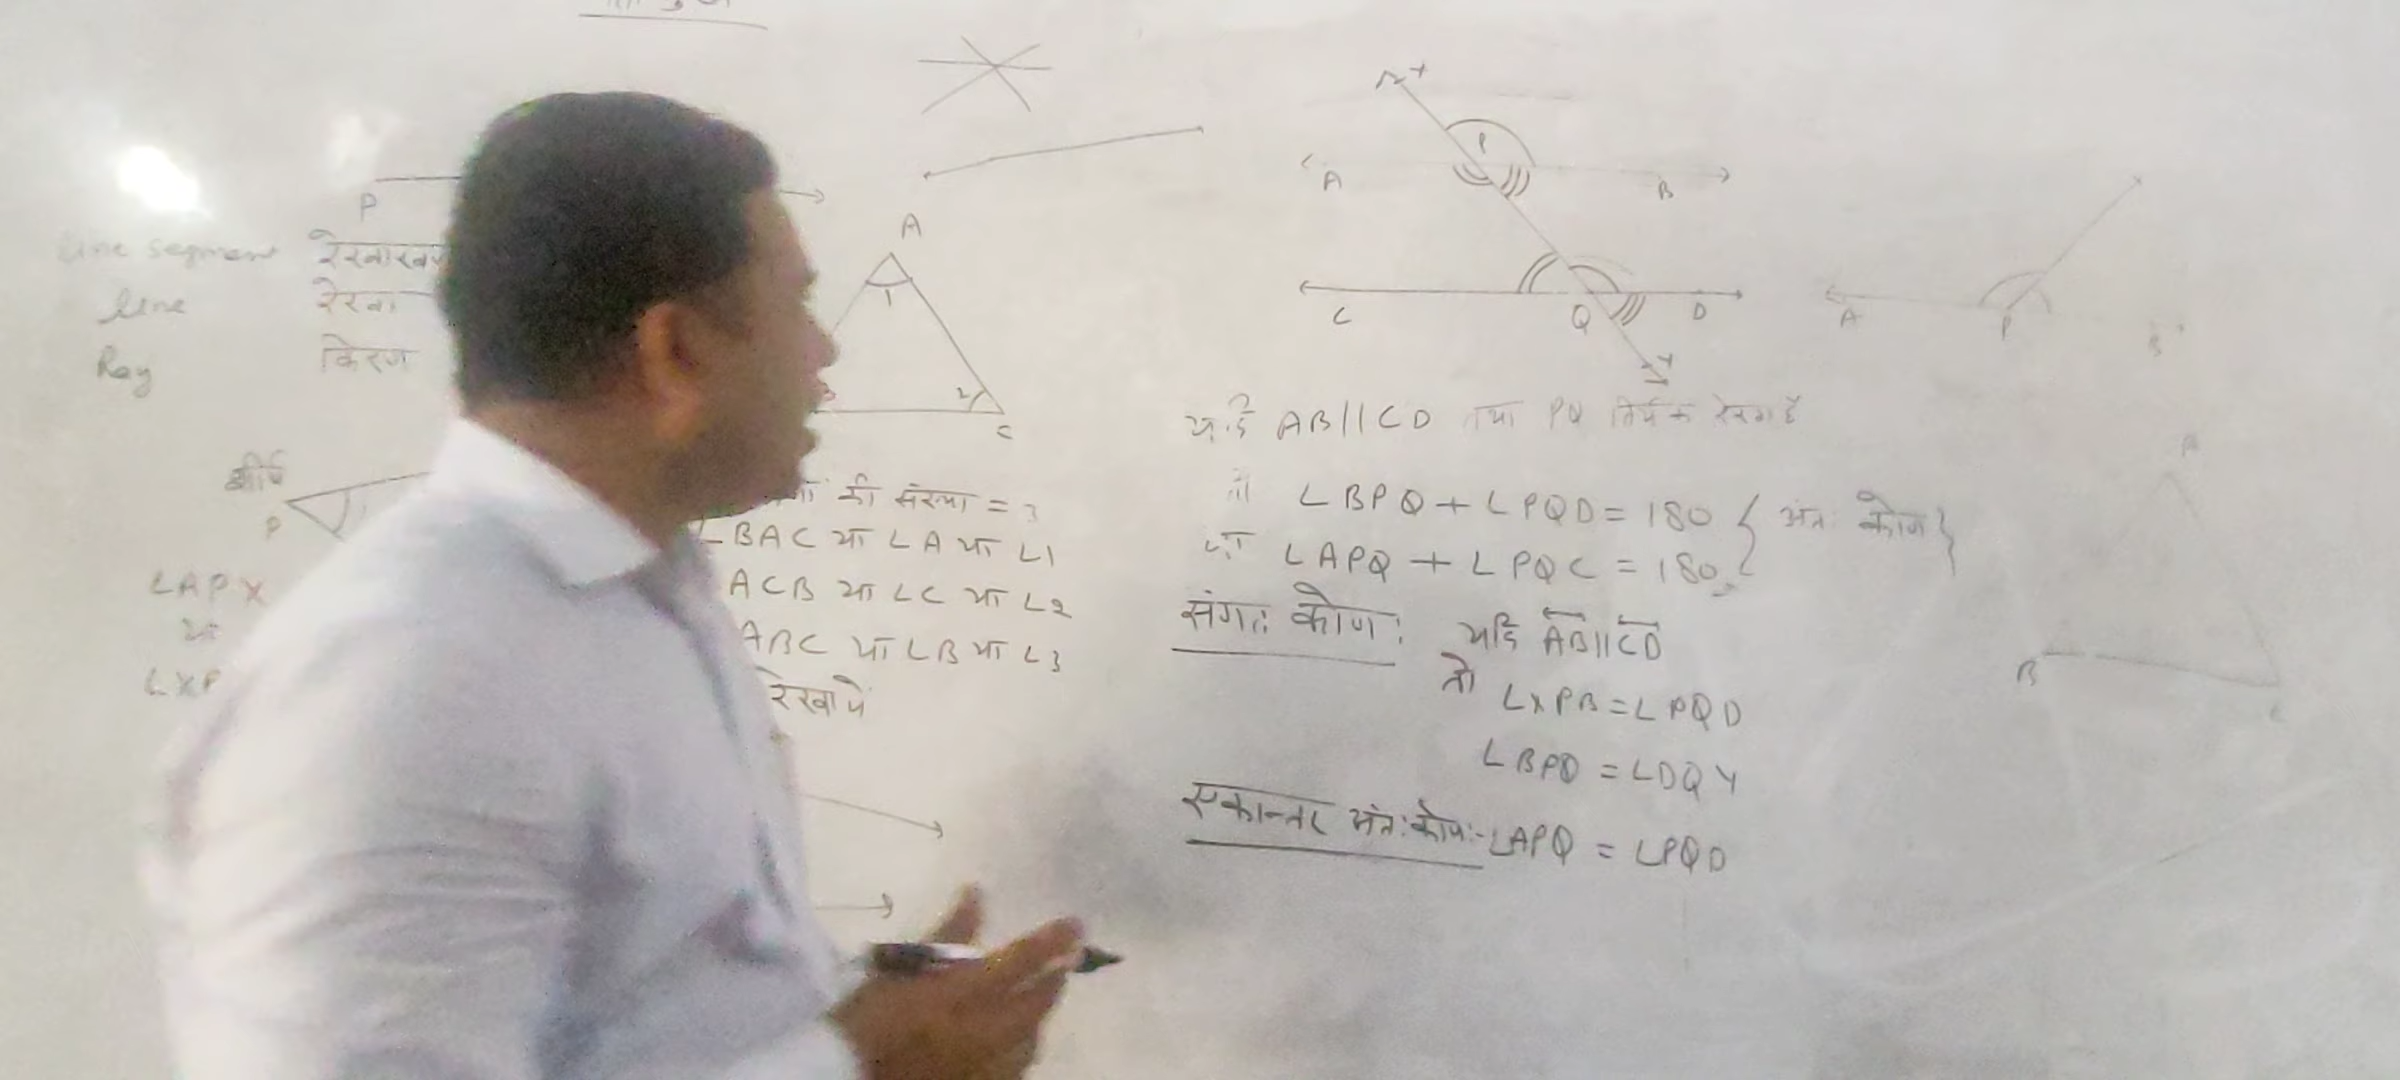 P
line segment
line रेखा
Ray किरण
A
1
2
C
शीर्ष
P
∠APX
या
∠XP
की संख्या = 3
∠BAC या ∠A या ∠1
ACB या ∠C या ∠2
ABC या ∠B या ∠3
रेखायें
X
P
A B
C Q D
Y
A P B
यदि AB||CD तथा PQ तिर्यक रेखा है
तो ∠BPQ + ∠PQD = 180 { अंतः कोण }
∠APQ + ∠PQC = 180
संगतः कोण: यदि AB||CD
तो ∠XPB = ∠PQD
∠BPQ = ∠DQY
एकान्तर अंतः कोण:- ∠APQ = ∠PQD
A
B C